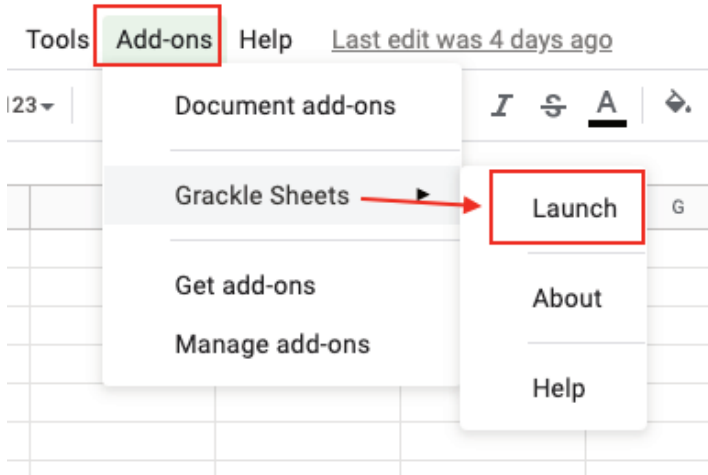 Tools Add-ons Help Last edit was 4 days ago
123 Document add-ons I S A
Grackle Sheets Launch G
Get add-ons About
Manage add-ons
Help